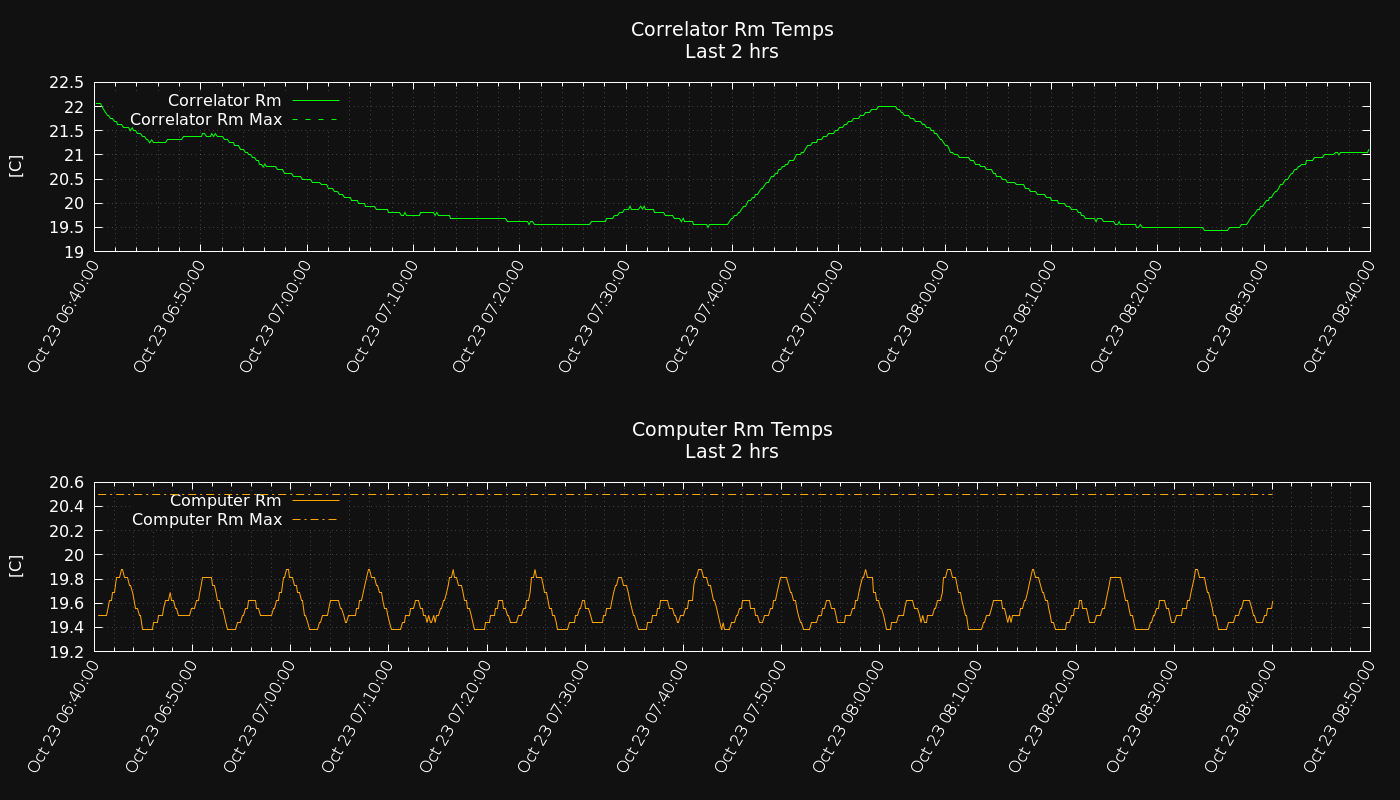 Correlator Rm Temps
Last 2 hrs
22.5
22
21.5
21
20.5
20
19.5
19
[C]
Correlator Rm
Correlator Rm Max
Oct 23 06:40:00
Oct 23 06:50:00
Oct 23 07:00:00
Oct 23 07:10:00
Oct 23 07:20:00
Oct 23 07:30:00
Oct 23 07:40:00
Oct 23 07:50:00
Oct 23 08:00:00
Oct 23 08:10:00
Oct 23 08:20:00
Oct 23 08:30:00
Oct 23 08:40:00
Computer Rm Temps
Last 2 hrs
20.6
20.4
20.2
20
19.8
19.6
19.4
19.2
[C]
Computer Rm
Computer Rm Max
Oct 23 06:40:00
Oct 23 06:50:00
Oct 23 07:00:00
Oct 23 07:10:00
Oct 23 07:20:00
Oct 23 07:30:00
Oct 23 07:40:00
Oct 23 07:50:00
Oct 23 08:00:00
Oct 23 08:10:00
Oct 23 08:20:00
Oct 23 08:30:00
Oct 23 08:40:00
Oct 23 08:50:00